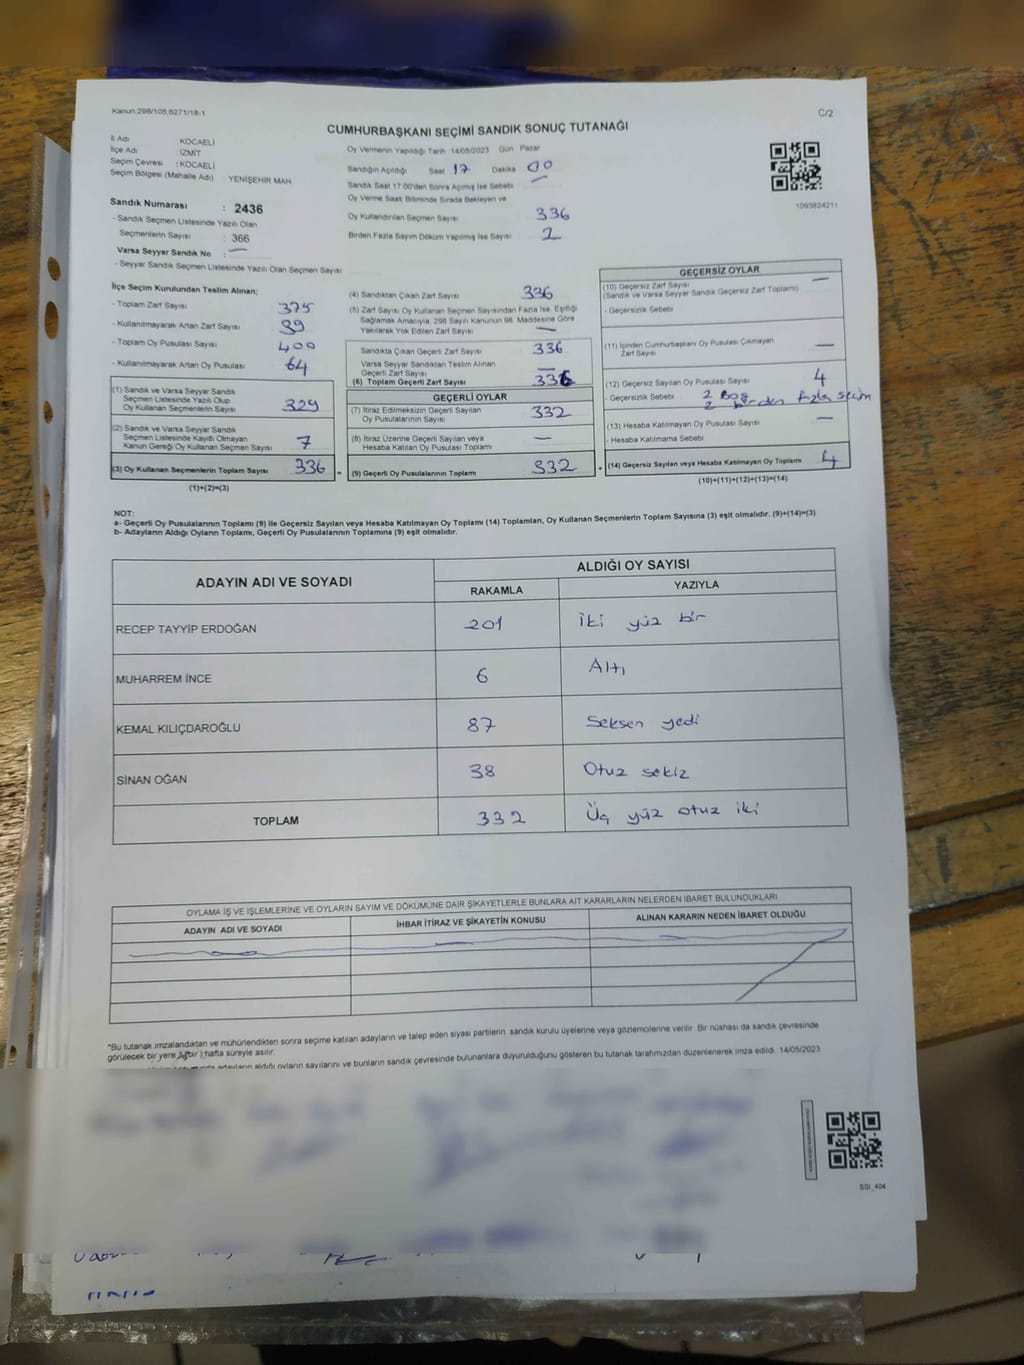 Kanun:298/105,6271/18-1
C/2
CUMHURBAŞKANI SEÇİMİ SANDIK SONUÇ TUTANAĞI
İl Adı : KOCAELİ
İlçe Adı İZMİT
Seçim Çevresi : KOCAELİ
Seçim Bölgesi (Mahalle Adı) : YENİŞEHİR MAH
Sandık Numarası : 2436
- Sandık Seçmen Listesinde Yazılı Olan
Seçmenlerin Sayısı : 366
Varsa Seyyar Sandık No : —
- Seyyar Sandık Seçmen Listesinde Yazılı Olan Seçmen Sayısı
Oy Vermenin Yapıldığı Tarih 14/05/2023 Gün Pazar
Sandığın Açıldığı Saat 17 Dakika 00
Sandık Saat 17:00'den Sonra Açılmış İse Sebebi —
Oy Verme Saati Bitiminde Sırada Bekleyen ve
Oy Kullandırılan Seçmen Sayısı 336
Birden Fazla Sayım Döküm Yapılmış İse Sayısı 2
1093824211
İlçe Seçim Kurulundan Teslim Alınan;
- Toplam Zarf Sayısı 375
- Kullanılmayarak Artan Zarf Sayısı 39
- Toplam Oy Pusulası Sayısı 400
- Kullanılmayarak Artan Oy Pusulası 64
(1) Sandık ve Varsa Seyyar Sandık
Seçmen Listesinde Yazılı Olup
Oy Kullanan Seçmenlerin Sayısı 329
(2) Sandık ve Varsa Seyyar Sandık
Seçmen Listesinde Kayıtlı Olmayan
Kanun Gereği Oy Kullanan Seçmen Sayısı 7
(3) Oy Kullanan Seçmenlerin Toplam Sayısı 336
(1)+(2)=(3)
(4) Sandıktan Çıkan Zarf Sayısı 336
(5) Zarf Sayısı Oy Kullanan Seçmen Sayısından Fazla İse, Eşitliği
Sağlamak Amacıyla; 298 Sayılı Kanunun 98. Maddesine Göre
Yakılarak Yok Edilen Zarf Sayısı —
Sandıkta Çıkan Geçerli Zarf Sayısı 336
Varsa Seyyar Sandıktan Teslim Alınan
Geçerli Zarf Sayısı —
(6) Toplam Geçerli Zarf Sayısı 336
GEÇERLİ OYLAR
(7) İtiraz Edilmeksizin Geçerli Sayılan
Oy Pusulalarının Sayısı 332
(8) İtiraz Üzerine Geçerli Sayılan veya
Hesaba Katılan Oy Pusulası Toplamı —
= (9) Geçerli Oy Pusulalarının Toplamı 332
GEÇERSİZ OYLAR
(10) Geçersiz Zarf Sayısı —
(Sandık ve Varsa Seyyar Sandık Geçersiz Zarf Toplamı)
- Geçersizlik Sebebi
(11) İçinden Cumhurbaşkanı Oy Pusulası Çıkmayan
Zarf Sayısı —
(12) Geçersiz Sayılan Oy Pusulası Sayısı 4
- Geçersizlik Sebebi 2 Boş
2 birden fazla seçim
(13) Hesaba Katılmayan Oy Pusulası Sayısı —
- Hesaba Katılmama Sebebi
+ (14) Geçersiz Sayılan veya Hesaba Katılmayan Oy Toplamı 4
(10)+(11)+(12)+(13)=(14)
NOT:
a- Geçerli Oy Pusulalarının Toplamı (9) ile Geçersiz Sayılan veya Hesaba Katılmayan Oy Toplamı (14) Toplamları, Oy Kullanan Seçmenlerin Toplam Sayısına (3) eşit olmalıdır. (9)+(14)=(3)
b- Adayların Aldığı Oyların Toplamı, Geçerli Oy Pusulalarının Toplamına (9) eşit olmalıdır.
ADAYIN ADI VE SOYADI
ALDIĞI OY SAYISI
RAKAMLA YAZIYLA
RECEP TAYYİP ERDOĞAN 201 İki yüz bir
MUHARREM İNCE 6 Altı
KEMAL KILIÇDAROĞLU 87 Seksen yedi
SİNAN OĞAN 38 Otuz sekiz
TOPLAM 332 Üç yüz otuz iki
OYLAMA İŞ VE İŞLEMLERİNE VE OYLARIN SAYIM VE DÖKÜMÜNE DAİR ŞİKAYETLERLE BUNLARA AİT KARARLARIN NELERDEN İBARET BULUNDUKLARI
ADAYIN ADI VE SOYADI İHBAR İTİRAZ VE ŞİKAYETİN KONUSU ALINAN KARARIN NEDEN İBARET OLDUĞU
*Bu tutanak imzalandıktan ve mühürlendikten sonra seçime katılan adayların ve talep eden siyasi partilerin sandık kurulu üyelerine veya gözlemcilerine verilir. Bir nüshası da sandık çevresinde
görülecek bir yere 1(bir ) hafta süreyle asılır.
adayların aldığı oyların sayılarını ve bunların sandık çevresinde bulunanlara duyurulduğunu gösteren bu tutanak tarafımızdan düzenlenerek imza edildi. 14/05/2023
SSİ_404